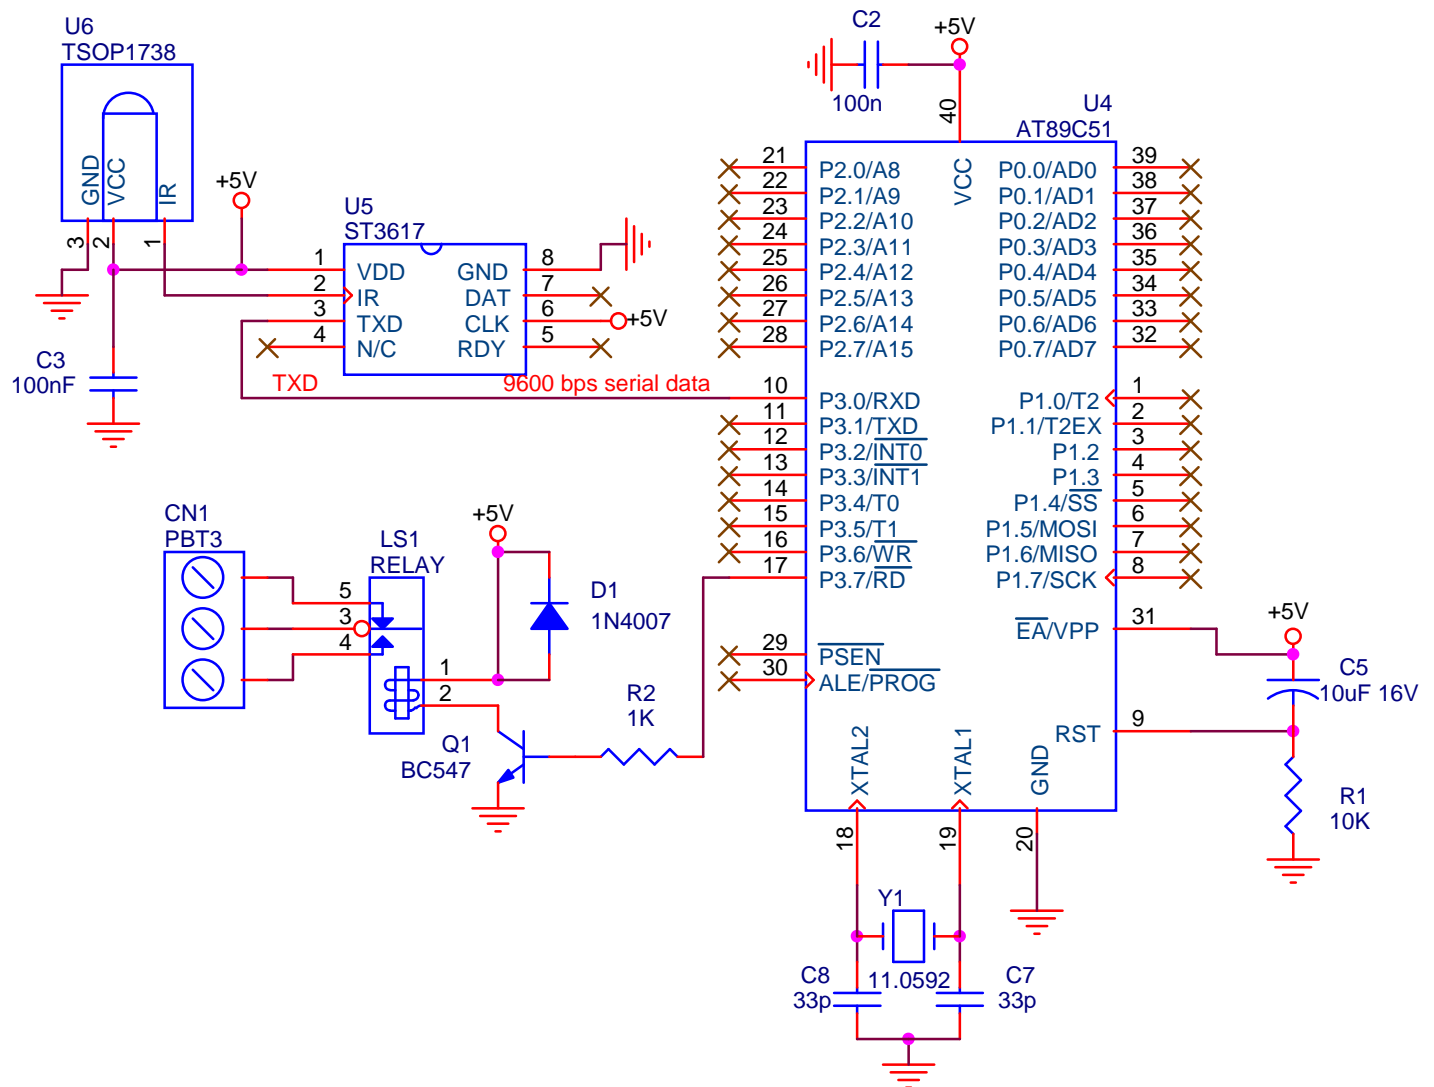 U6
TSOP1738
GND
VCC
IR
3
2
1
+5V
C3
100nF
U5
ST3617
1
2
3
4
VDD
IR
TXD
N/C
GND
DAT
CLK
RDY
8
7
6
5
+5V
TXD
9600 bps serial data
C2
100n
+5V
40
U4
AT89C51
VCC
21 P2.0/A8
22 P2.1/A9
23 P2.2/A10
24 P2.3/A11
25 P2.4/A12
26 P2.5/A13
27 P2.6/A14
28 P2.7/A15
10 P3.0/RXD
11 P3.1/TXD
12 P3.2/INT0
13 P3.3/INT1
14 P3.4/T0
15 P3.5/T1
16 P3.6/WR
17 P3.7/RD
29 PSEN
30 ALE/PROG
P0.0/AD0 39
P0.1/AD1 38
P0.2/AD2 37
P0.3/AD3 36
P0.4/AD4 35
P0.5/AD5 34
P0.6/AD6 33
P0.7/AD7 32
P1.0/T2 1
P1.1/T2EX 2
P1.2 3
P1.3 4
P1.4/SS 5
P1.5/MOSI 6
P1.6/MISO 7
P1.7/SCK 8
EA/VPP 31
RST 9
XTAL2
XTAL1
GND
18
19
20
CN1
PBT3
LS1
RELAY
5
3
4
1
2
+5V
D1
1N4007
Q1
BC547
R2
1K
+5V
C5
10uF 16V
R1
10K
Y1
11.0592
C8
33p
C7
33p